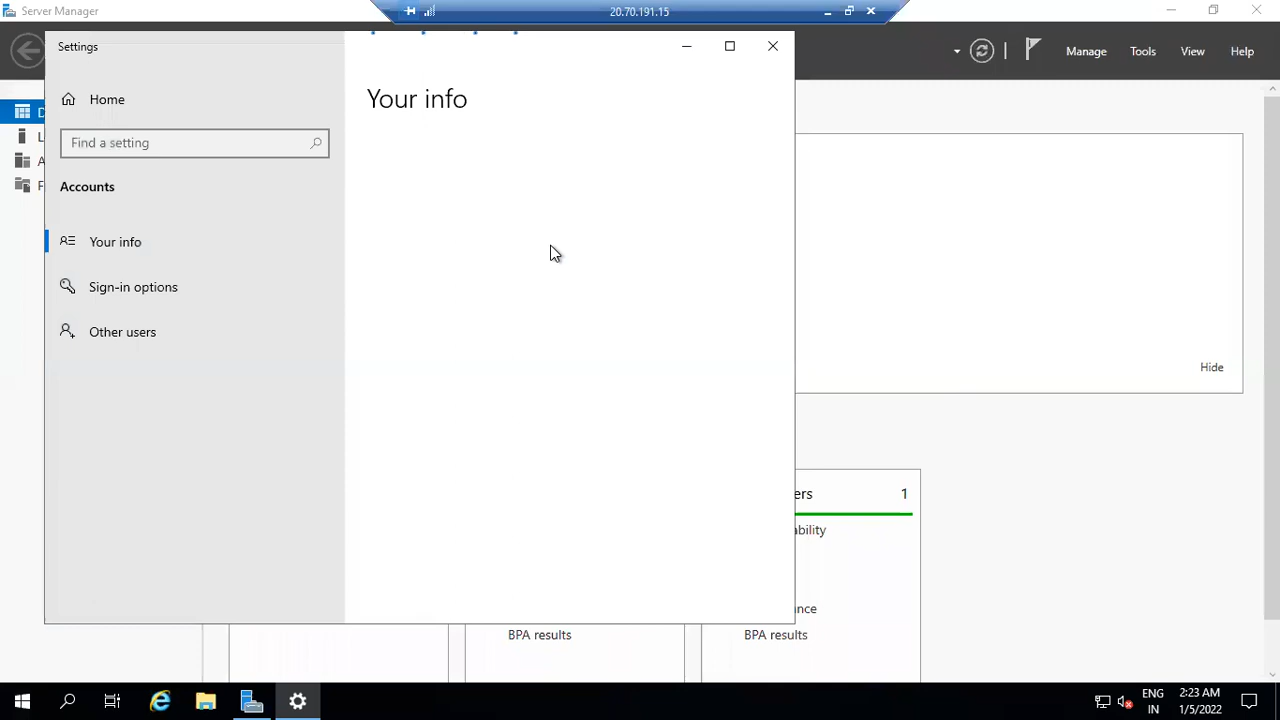 Server Manager
20.70.191.15
Settings
Manage
Tools
View
Help
Home
Your info
Find a setting
Accounts
Your info
Sign-in options
Other users
Hide
ers 1
ability
nce
BPA results
BPA results
ENG
IN
2:23 AM
1/5/2022